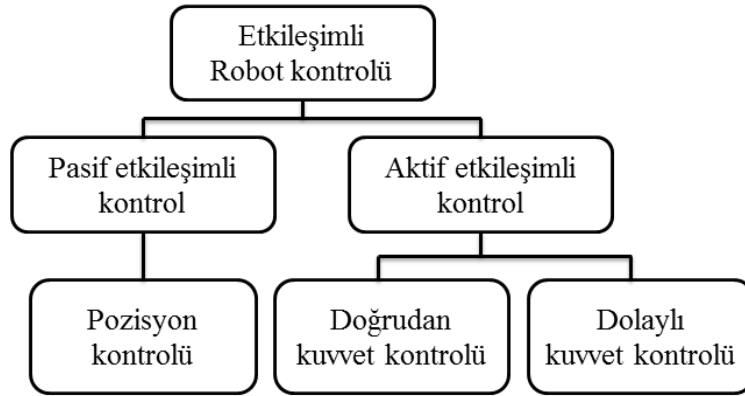 Etkileşimli
Robot kontrolü
Pasif etkileşimli
kontrol
Aktif etkileşimli
kontrol
Pozisyon
kontrolü
Doğrudan
kuvvet kontrolü
Dolaylı
kuvvet kontrolü